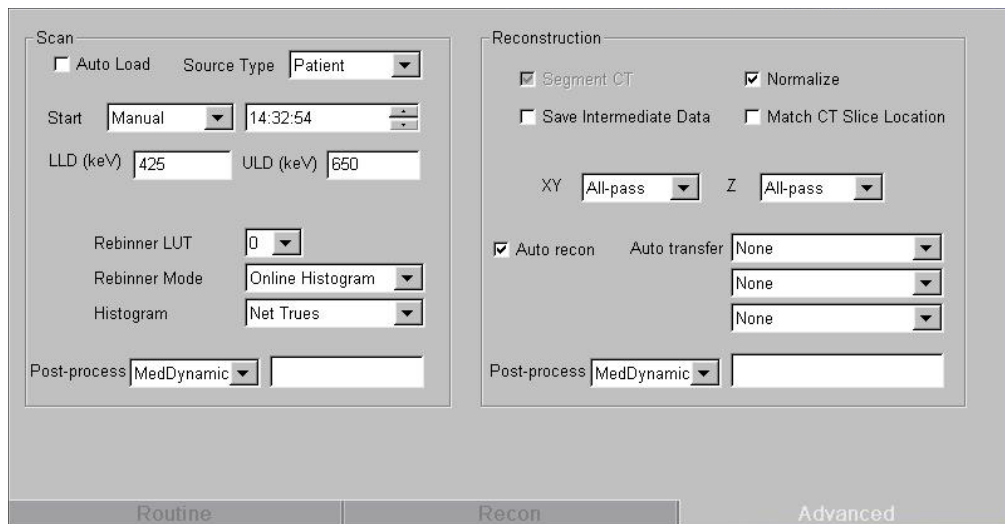 Scan
Auto Load Source Type Patient
Start Manual 14:32:54
LLD (keV) 425 ULD (keV) 650
Rebinner LUT 0
Rebinner Mode Online Histogram
Histogram Net Trues
Post-process MedDynamic
Reconstruction
Segment CT Normalize
Save Intermediate Data Match CT Slice Location
XY All-pass Z All-pass
Auto recon Auto transfer None
None
None
Post-process MedDynamic
Routine Recon Advanced